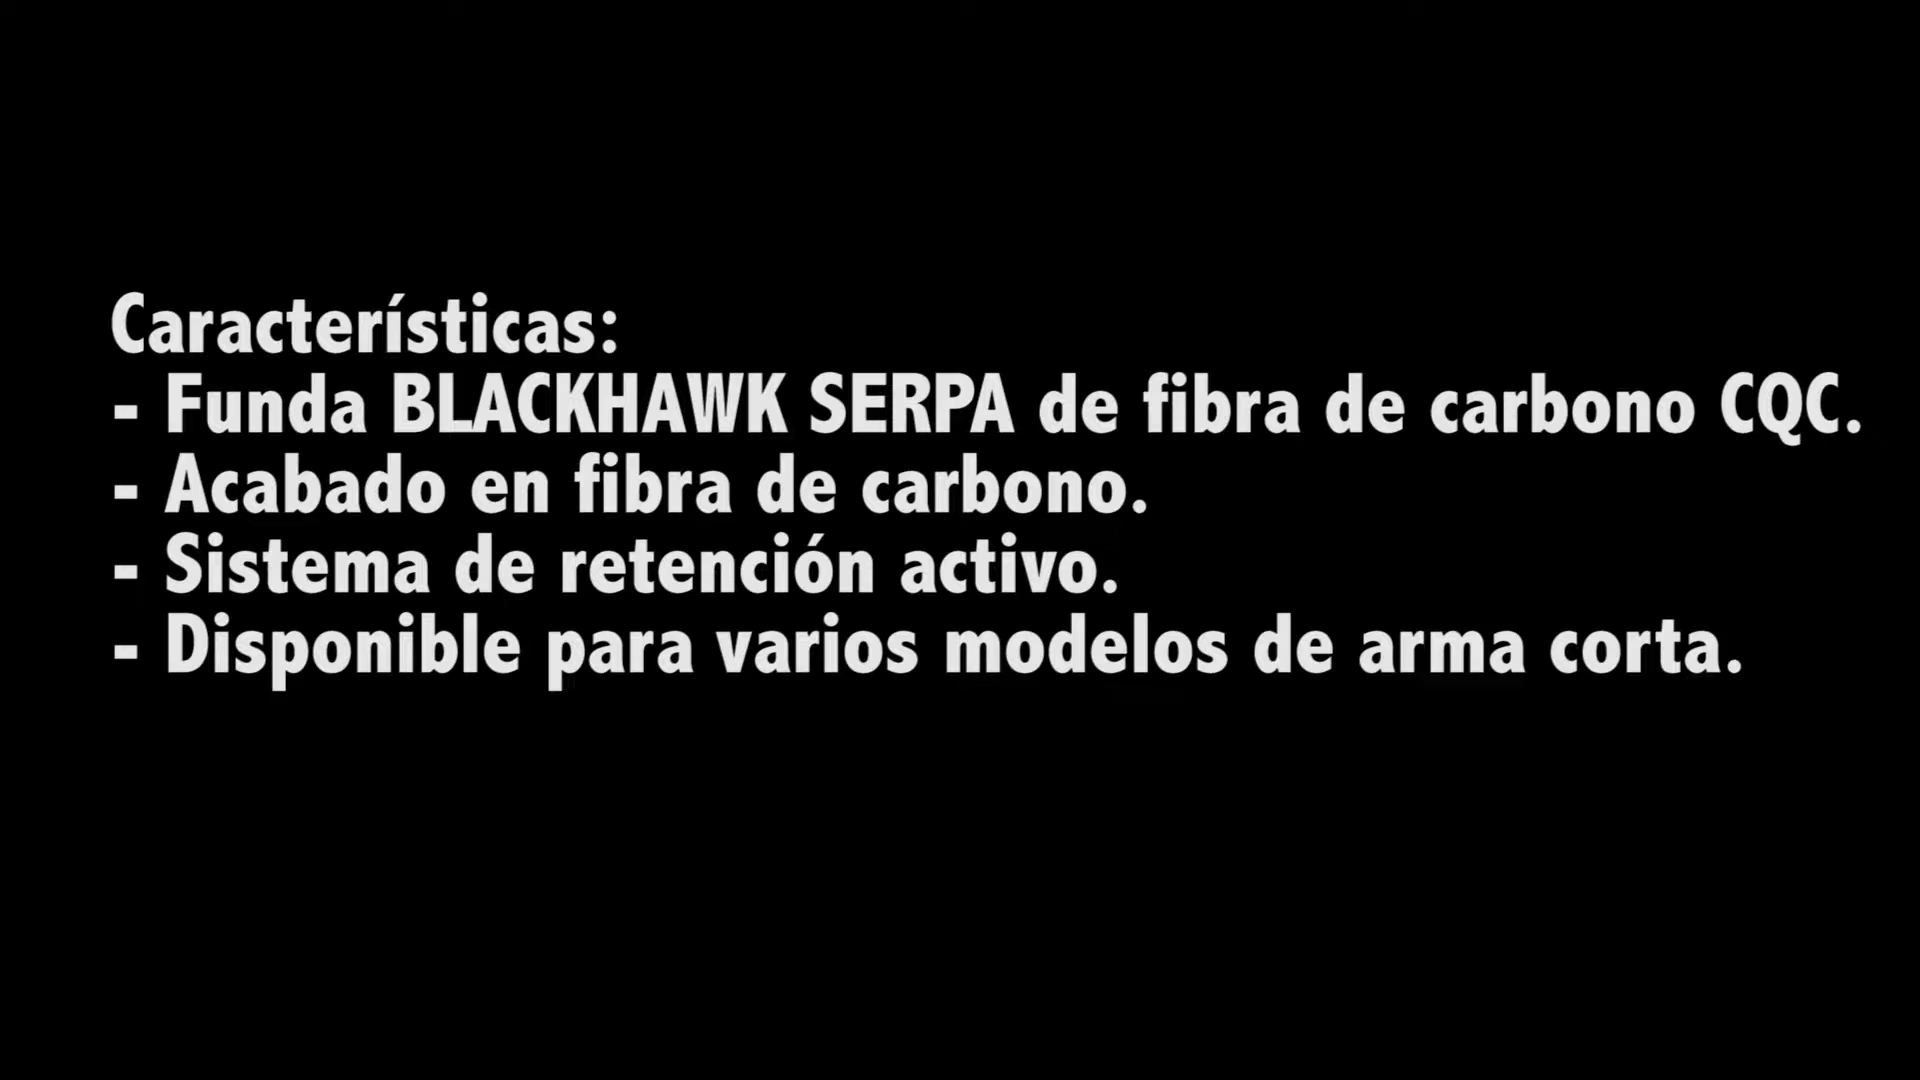 Características:
- Funda BLACKHAWK SERPA de fibra de carbono CQC.
- Acabado en fibra de carbono.
- Sistema de retención activo.
- Disponible para varios modelos de arma corta.